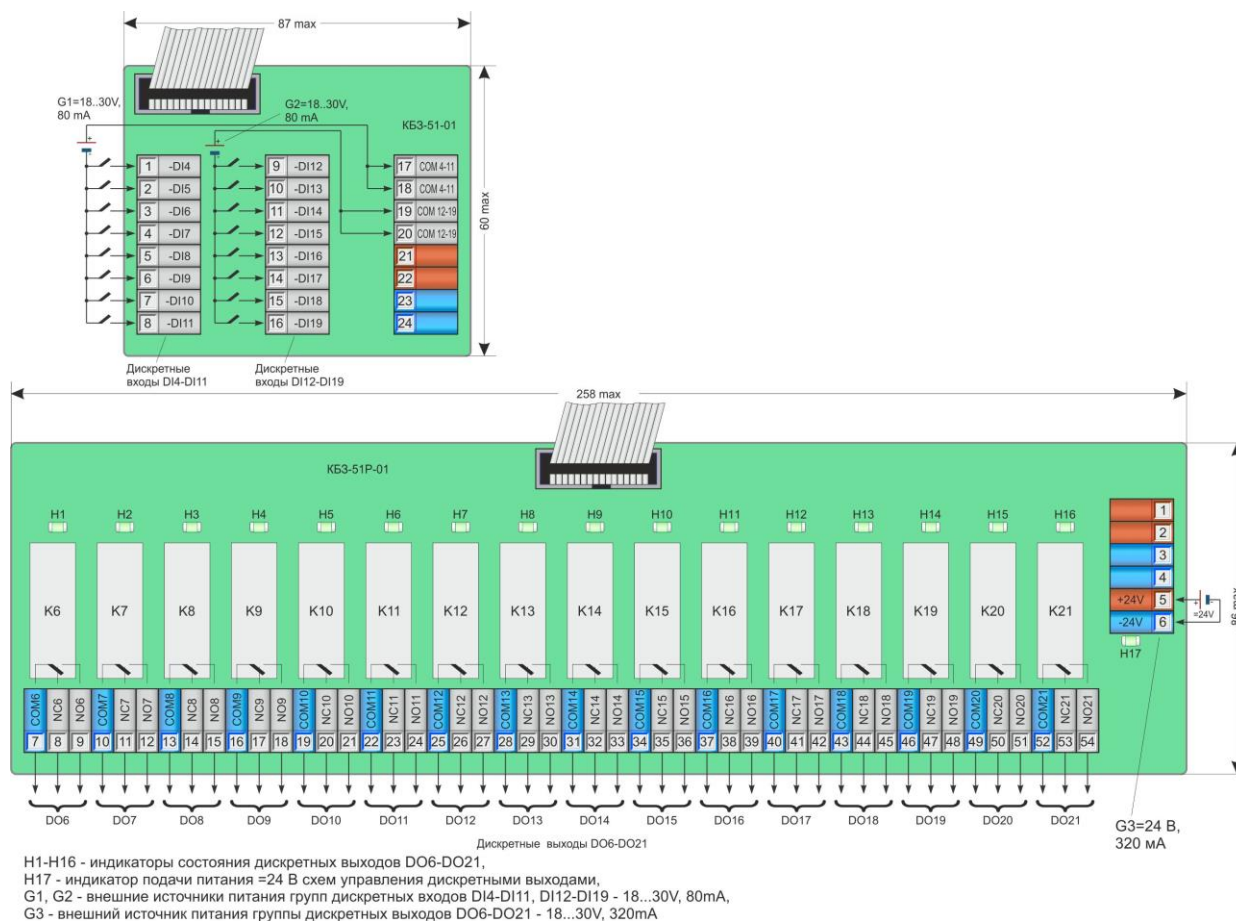 87 max
G1=18..30V,
80 mA
G2=18..30V,
80 mA
КБЗ-51-01
60 max
1 -DI4
2 -DI5
3 -DI6
4 -DI7
5 -DI8
6 -DI9
7 -DI10
8 -DI11
9 -DI12
10 -DI13
11 -DI14
12 -DI15
13 -DI16
14 -DI17
15 -DI18
16 -DI19
17 COM 4-11
18 COM 4-11
19 COM 12-19
20 COM 12-19
21
22
23
24
Дискретные
входы DI4-DI11
Дискретные
входы DI12-DI19
258 max
КБЗ-51Р-01
H1 H2 H3 H4 H5 H6 H7 H8 H9 H10 H11 H12 H13 H14 H15 H16
K6 K7 K8 K9 K10 K11 K12 K13 K14 K15 K16 K17 K18 K19 K20 K21
1
2
3
4
+24V 5
-24V 6
=24V
H17
COM6 NC6 NO6 COM7 NC7 NO7 COM8 NC8 NO8 COM9 NC9 NO9 COM10 NC10 NO10 COM11 NC11 NO11 COM12 NC12 NO12 COM13 NC13 NO13 COM14 NC14 NO14 COM15 NC15 NO15 COM16 NC16 NO16 COM17 NC17 NO17 COM18 NC18 NO18 COM19 NC19 NO19 COM20 NC20 NO20 COM21 NC21 NO21
7 8 9 10 11 12 13 14 15 16 17 18 19 20 21 22 23 24 25 26 27 28 29 30 31 32 33 34 35 36 37 38 39 40 41 42 43 44 45 46 47 48 49 50 51 52 53 54
DO6 DO7 DO8 DO9 DO10 DO11 DO12 DO13 DO14 DO15 DO16 DO17 DO18 DO19 DO20 DO21
Дискретные выходы DO6-DO21
G3=24 В,
320 мА
H1-H16 - индикаторы состояния дискретных выходов DO6-DO21,
H17 - индикатор подачи питания =24 В схем управления дискретными выходами,
G1, G2 - внешние источники питания групп дискретных входов DI4-DI11, DI12-DI19 - 18...30V, 80mA,
G3 - внешний источник питания группы дискретных выходов DO6-DO21 - 18...30V, 320mA